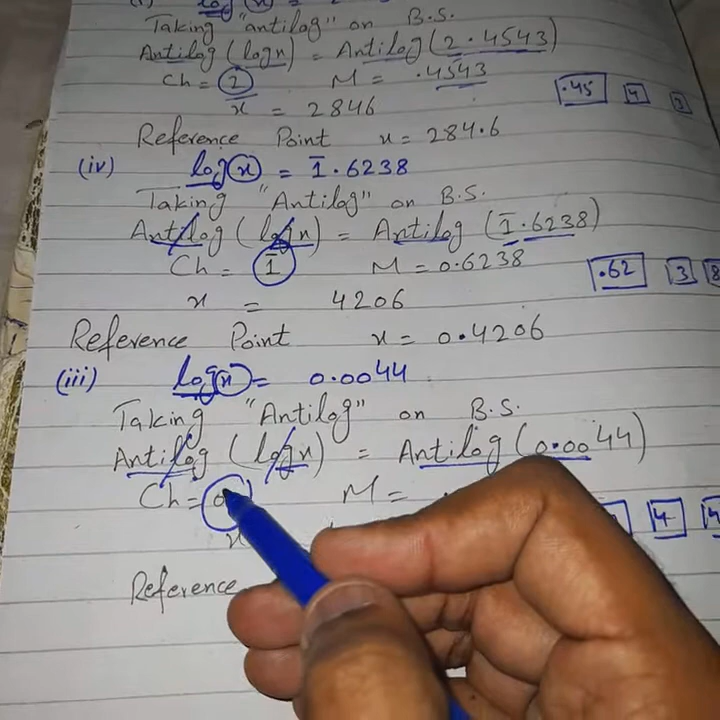 Taking "antilog" on B.S.
Antilog (log x) = Antilog (2.4543)
Ch = 2 M = .4543 .45 4 3
x = 2846
Reference Point x = 284.6
(iv) log(x) = 1̅.6238
Taking "Antilog" on B.S.
Antilog (log x) = Antilog (1̅.6238)
Ch = 1̅ M = 0.6238 .62 3 8
x = 4206
Reference Point x = 0.4206
(iii) log(x) = 0.0044
Taking "Antilog" on B.S.
Antilog (log x) = Antilog (0.0044)
Ch = 0 M = 4 4
x
Reference